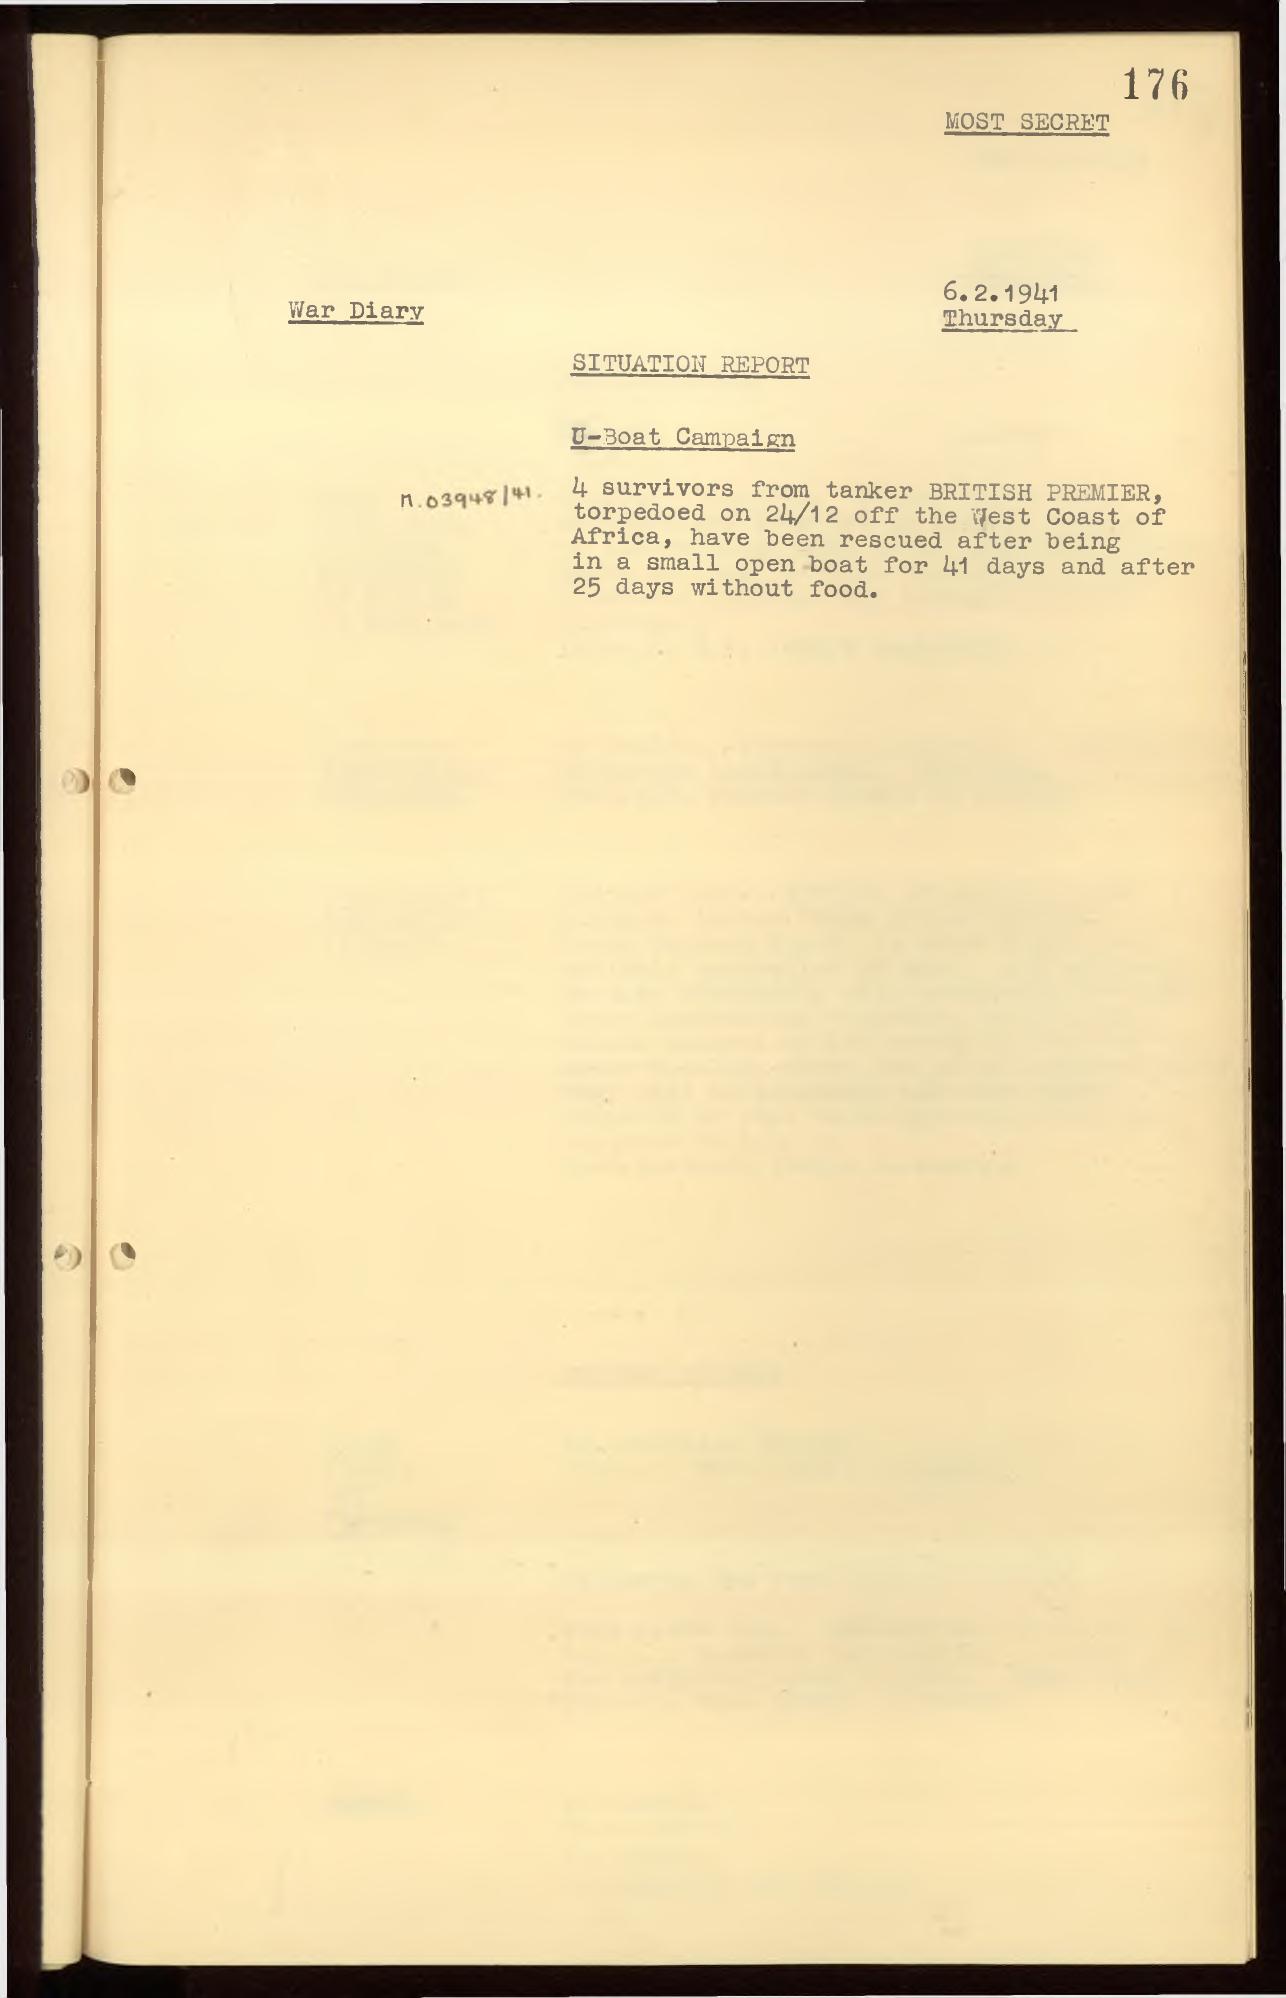 176
MOST SECRET
6.2.1941
War Diary
Thursday
SITUATION REPORT
U-Boat Campaign
M.03948/41.
4 survivors from tanker BRITISH PREMIER,
torpedoed on 24/12 off the West Coast of
Africa, have been rescued after being
in a small open boat for 41 days and after
25 days without food.